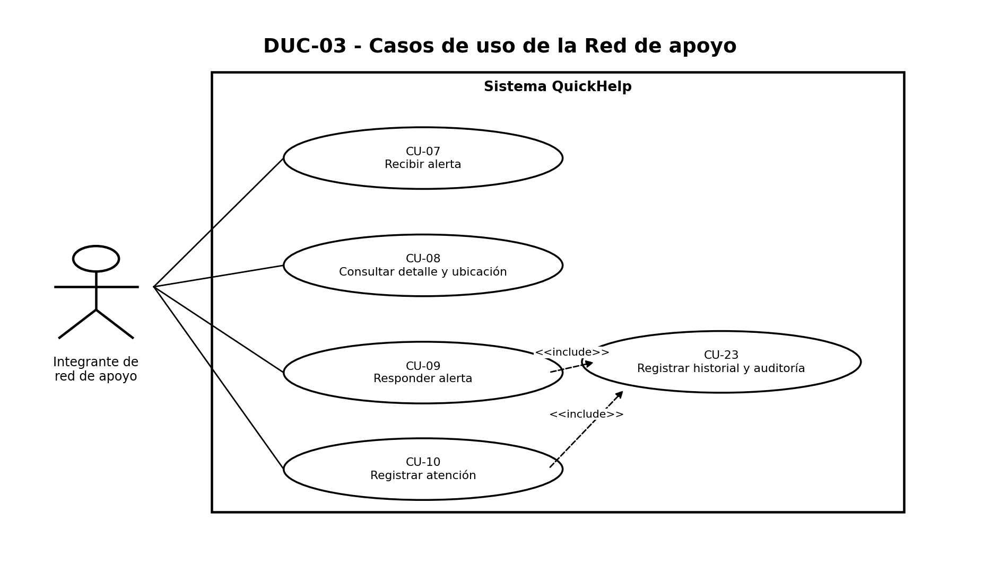 DUC-03 - Casos de uso de la Red de apoyo
Sistema QuickHelp
CU-07
Recibir alerta
CU-08
Consultar detalle y ubicación
Integrante de
red de apoyo
<<include>>
CU-09
Responder alerta
CU-23
Registrar historial y auditoría
<<include>>
CU-10
Registrar atención